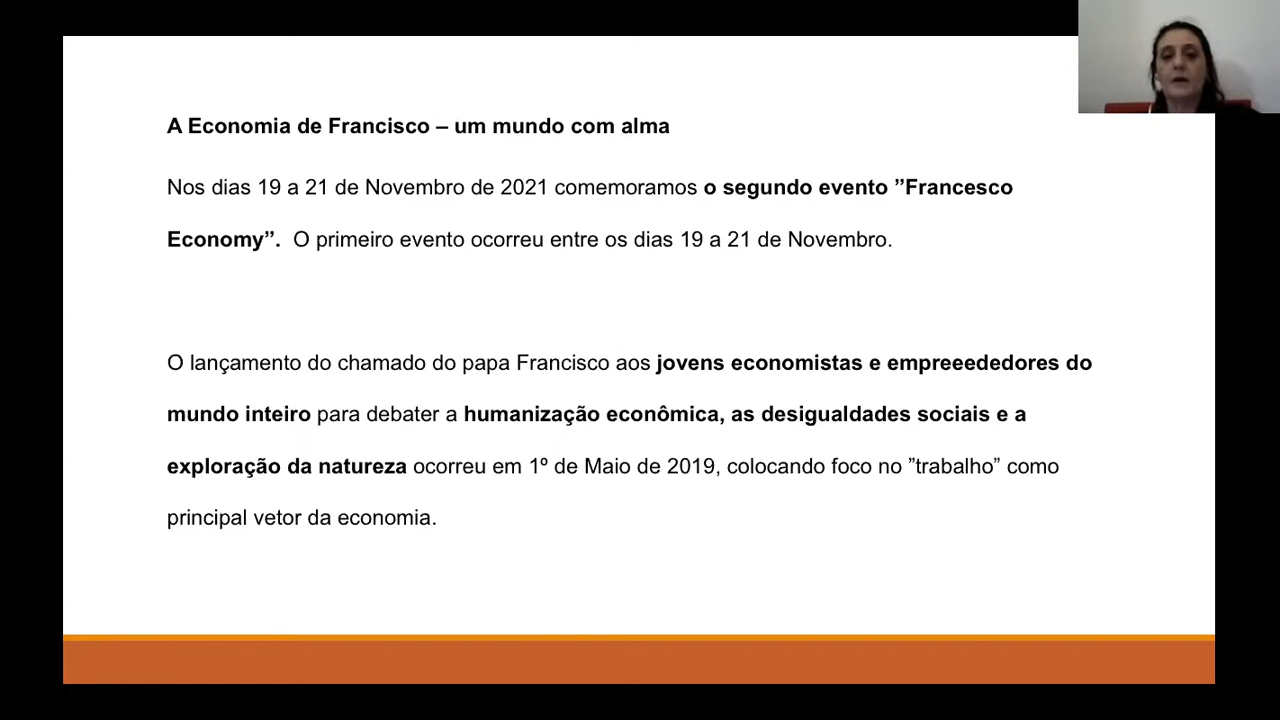 A Economia de Francisco – um mundo com alma
Nos dias 19 a 21 de Novembro de 2021 comemoramos o segundo evento ”Francesco
Economy”.  O primeiro evento ocorreu entre os dias 19 a 21 de Novembro.
O lançamento do chamado do papa Francisco aos jovens economistas e empreeededores do
mundo inteiro para debater a humanização econômica, as desigualdades sociais e a
exploração da natureza ocorreu em 1º de Maio de 2019, colocando foco no ”trabalho” como
principal vetor da economia.